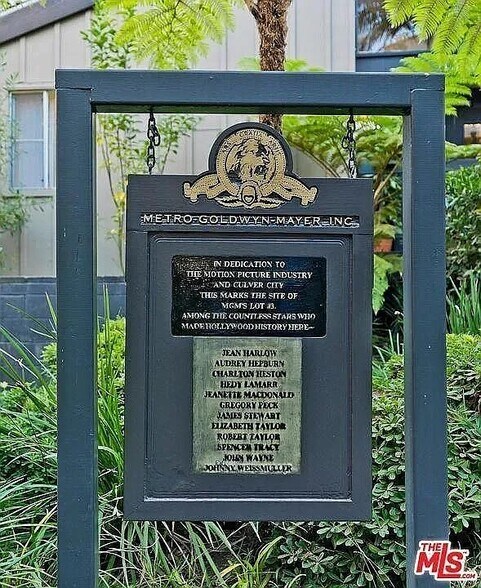 METRO-GOLDWYN-MAYER, INC.
IN DEDICATION TO
THE MOTION PICTURE INDUSTRY
AND CULVER CITY
THIS MARKS THE SITE OF
MGM'S LOT #3.
AMONG THE COUNTLESS STARS WHO
MADE HOLLYWOOD HISTORY HERE—
JEAN HARLOW
AUDREY HEPBURN
CHARLTON HESTON
HEDY LAMARR
JEANETTE MACDONALD
GREGORY PECK
JAMES STEWART
ELIZABETH TAYLOR
ROBERT TAYLOR
SPENCER TRACY
JOHN WAYNE
JOHNNY WEISSMULLER
THE
MLS